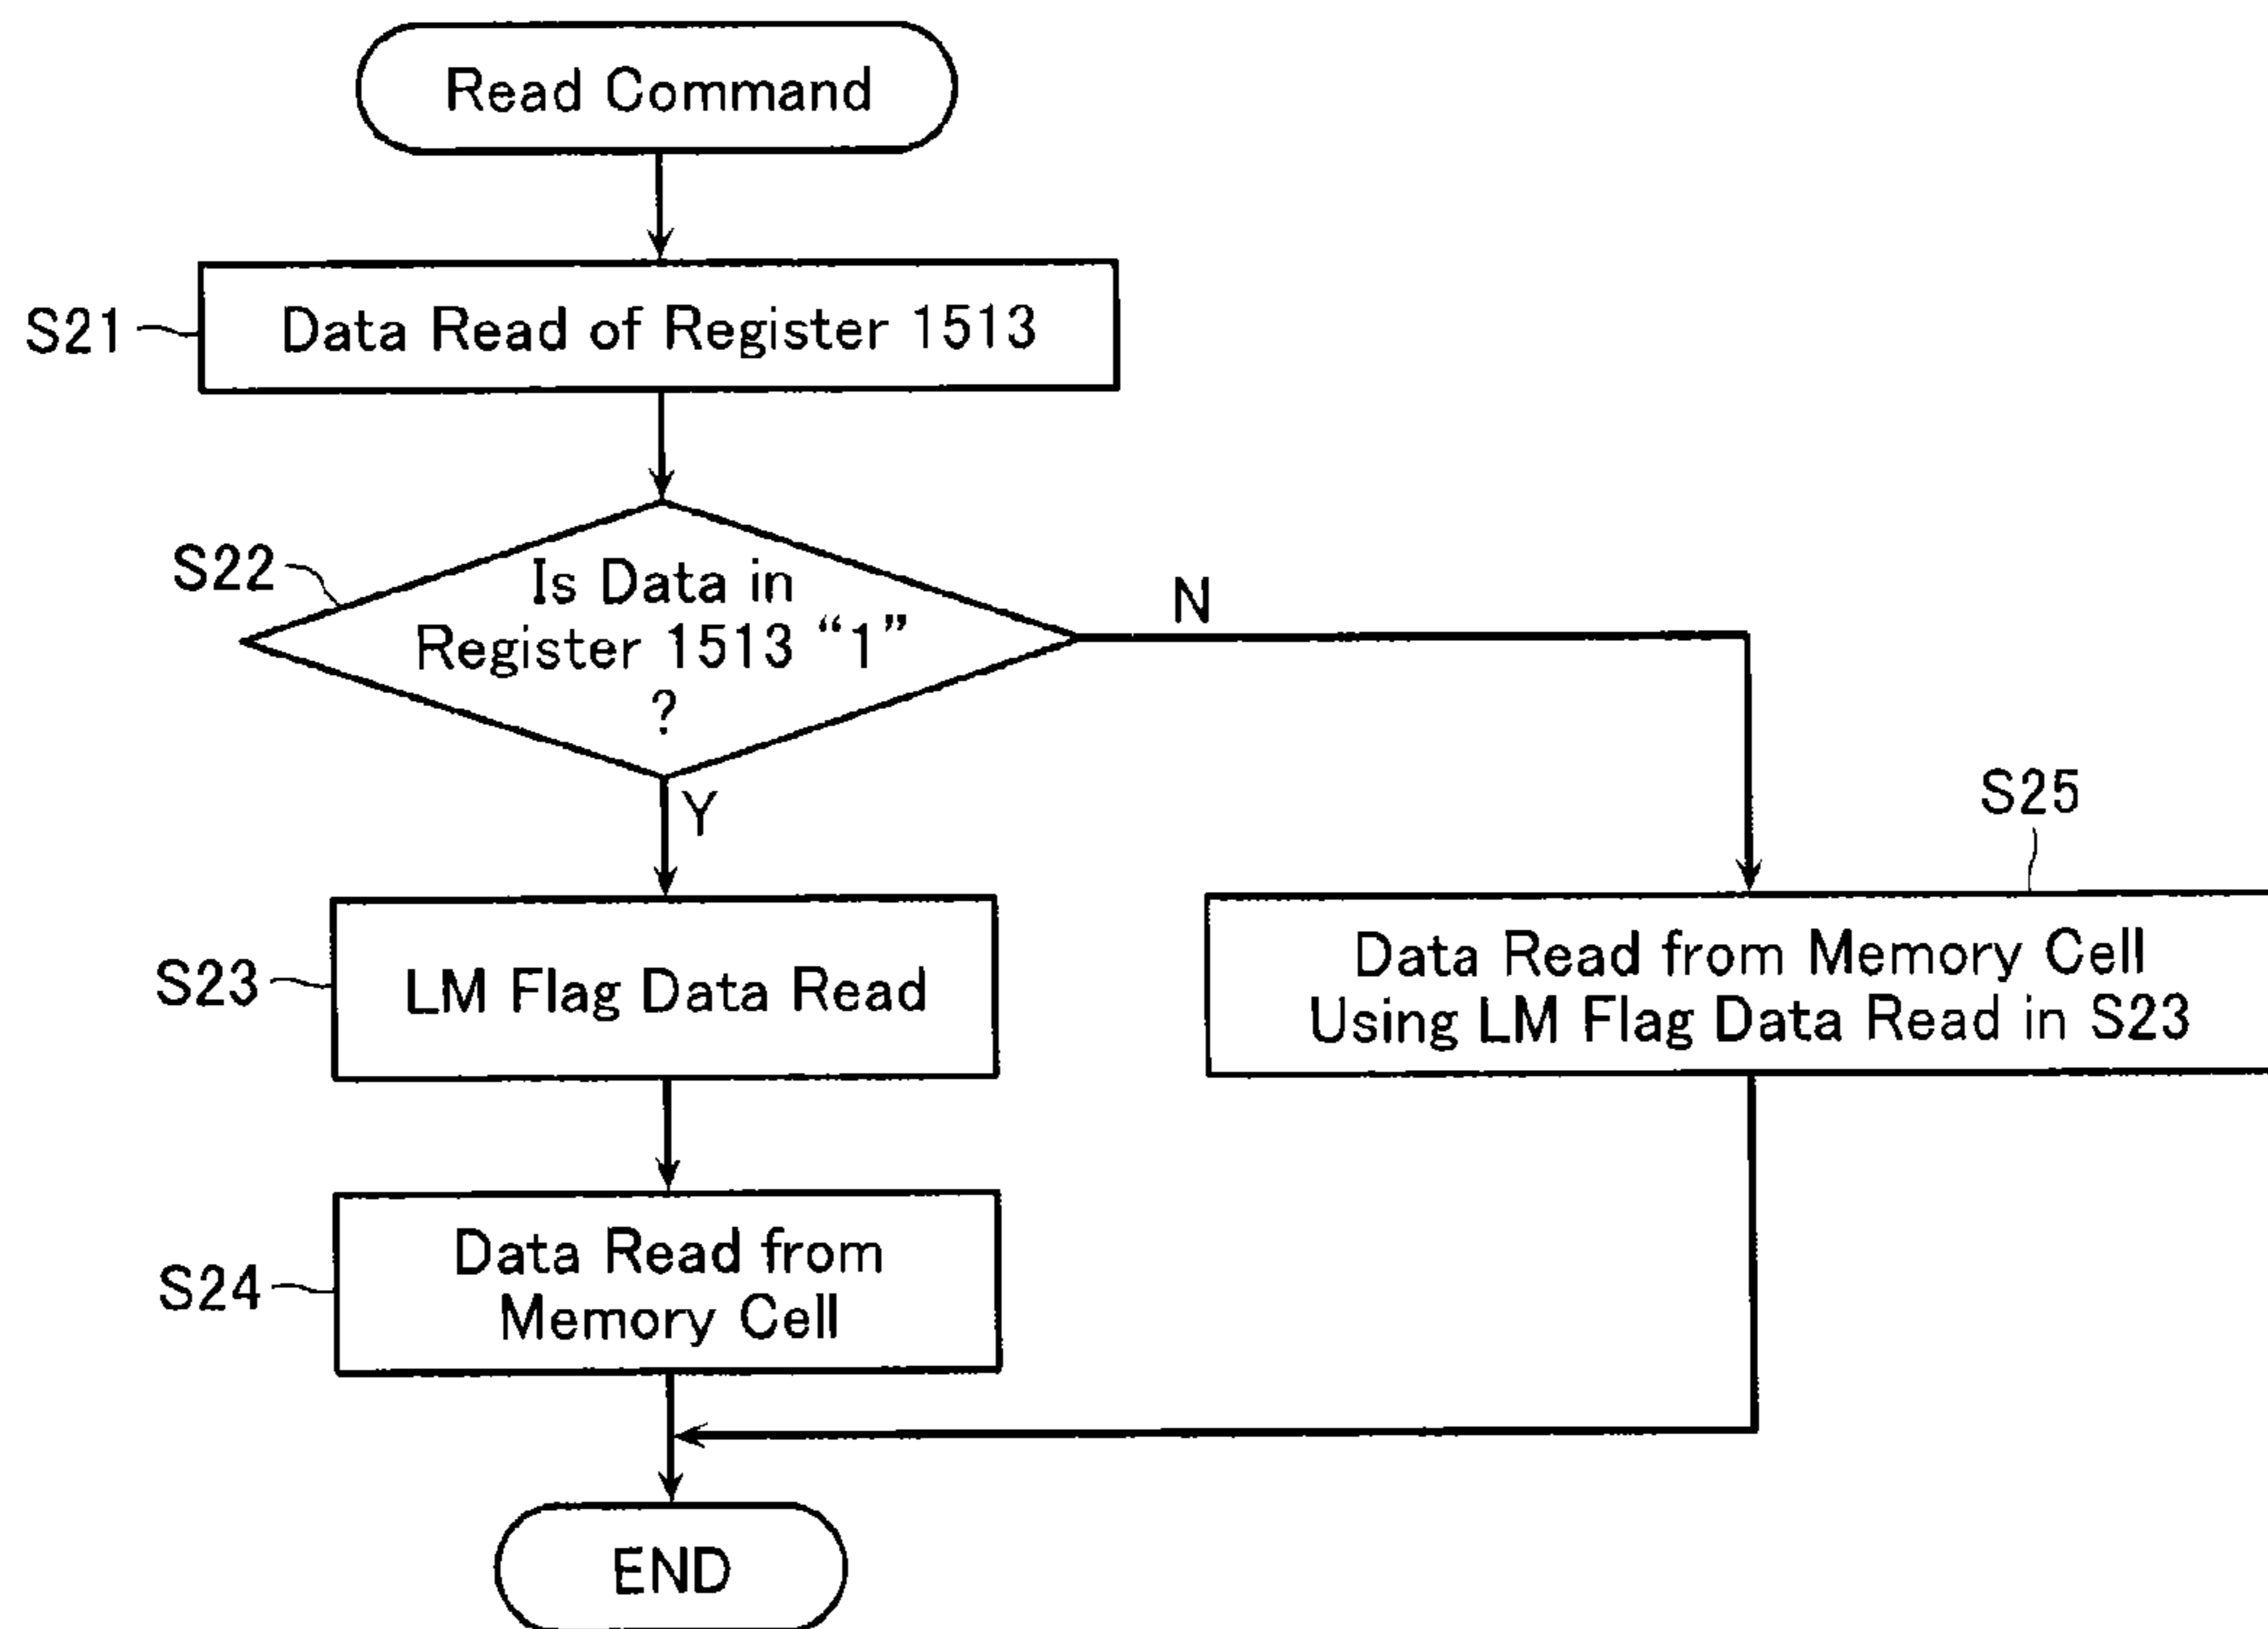 Read Command
S21
Data Read of Register 1513
S22
Is Data in
Register 1513 “1”
?
N
Y
S25
S23
LM Flag Data Read
Data Read from Memory Cell
Using LM Flag Data Read in S23
S24
Data Read from
Memory Cell
END